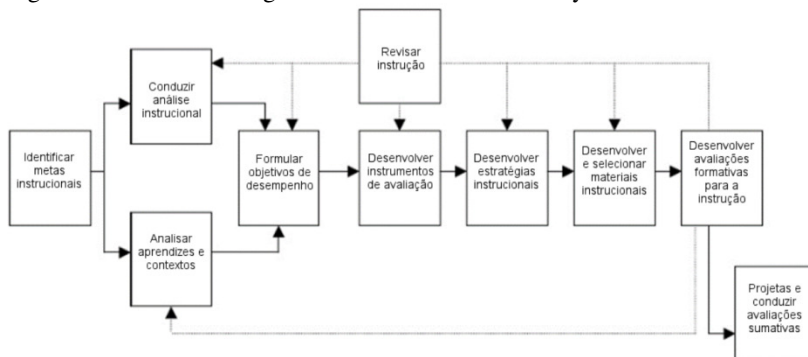 Revisar
instrução
Conduzir
análise
instrucional
Identificar
metas
instrucionais
Formular
objetivos de
desempenho
Desenvolver
instrumentos
de avaliação
Desenvolver
estratégias
instrucionais
Desenvolver
e selecionar
materiais
instrucionais
Desenvolver
avaliações
formativas
para a
instrução
Analisar
aprendizes e
contextos
Projetas e
conduzir
avaliações
sumativas